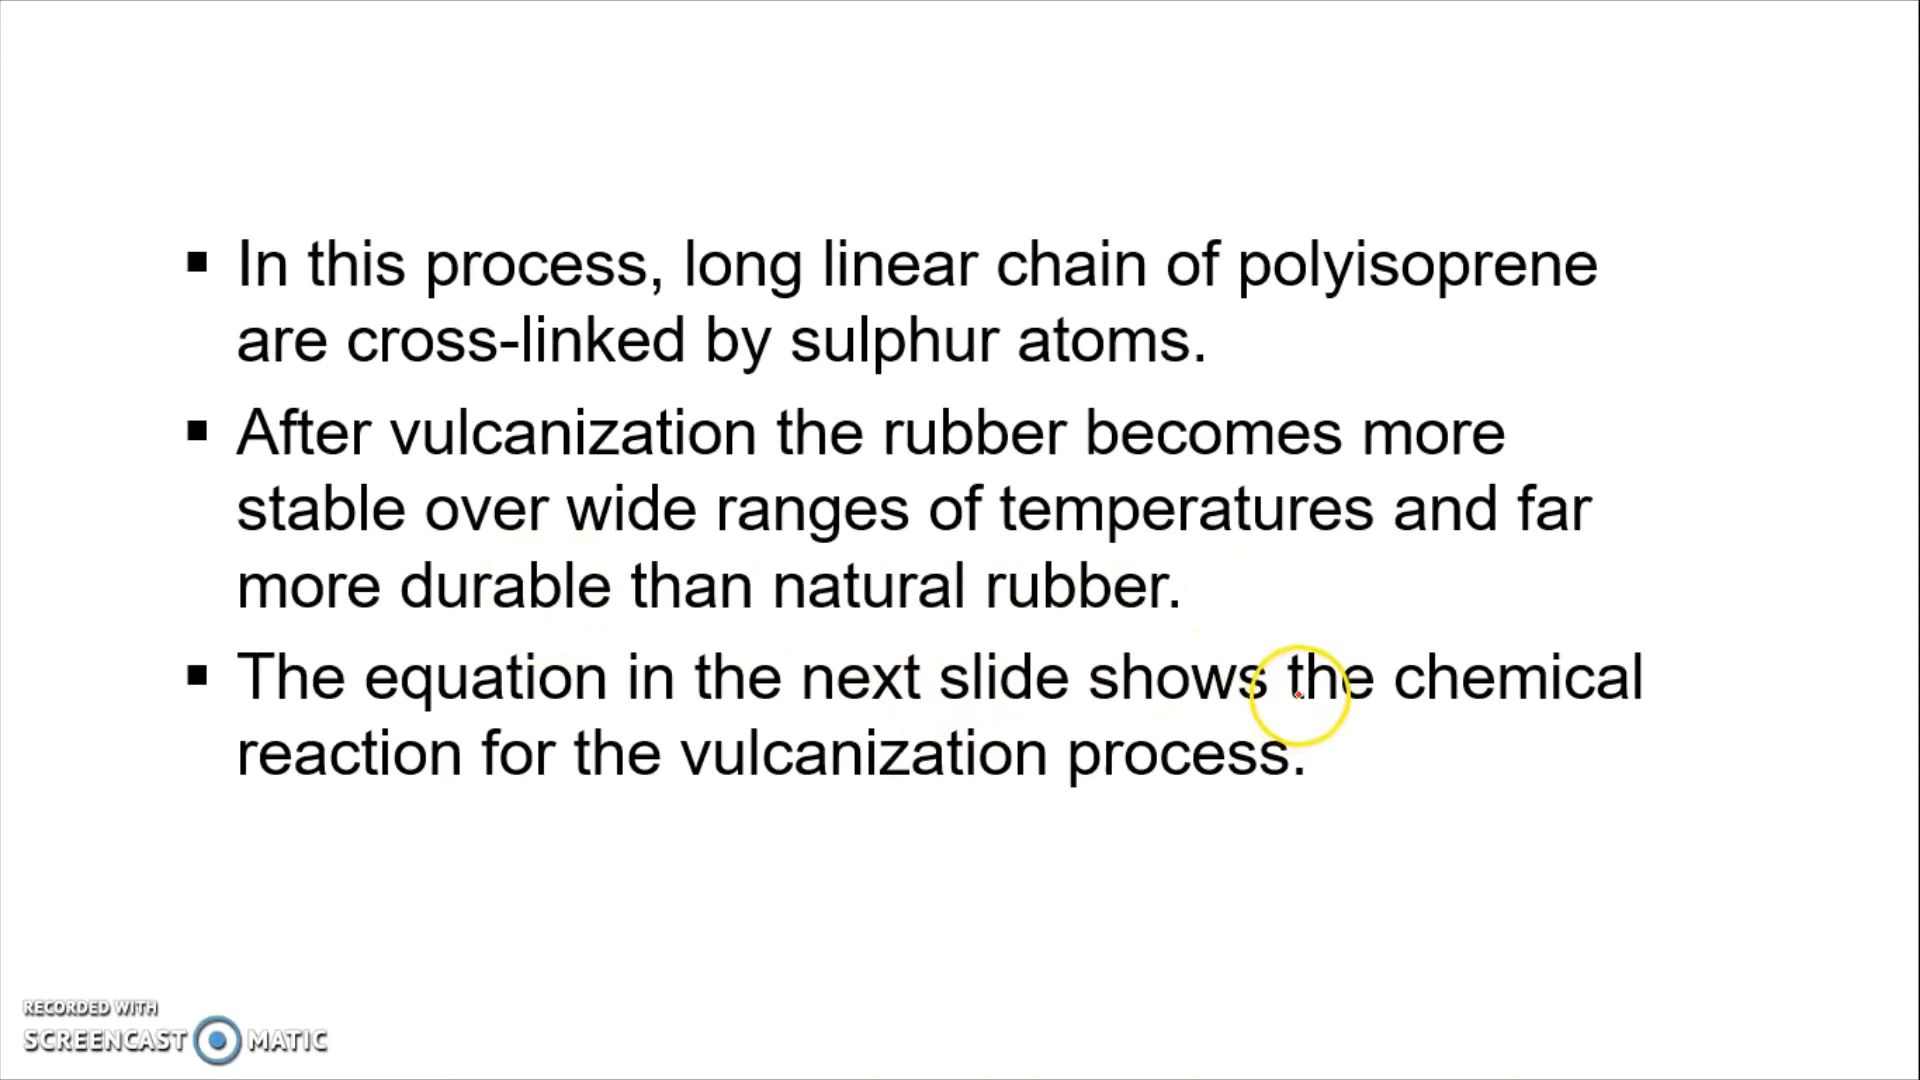 ▪ In this process, long linear chain of polyisoprene
are cross-linked by sulphur atoms.
▪ After vulcanization the rubber becomes more
stable over wide ranges of temperatures and far
more durable than natural rubber.
▪ The equation in the next slide shows the chemical
reaction for the vulcanization process.
RECORDED WITH
SCREENCAST MATIC